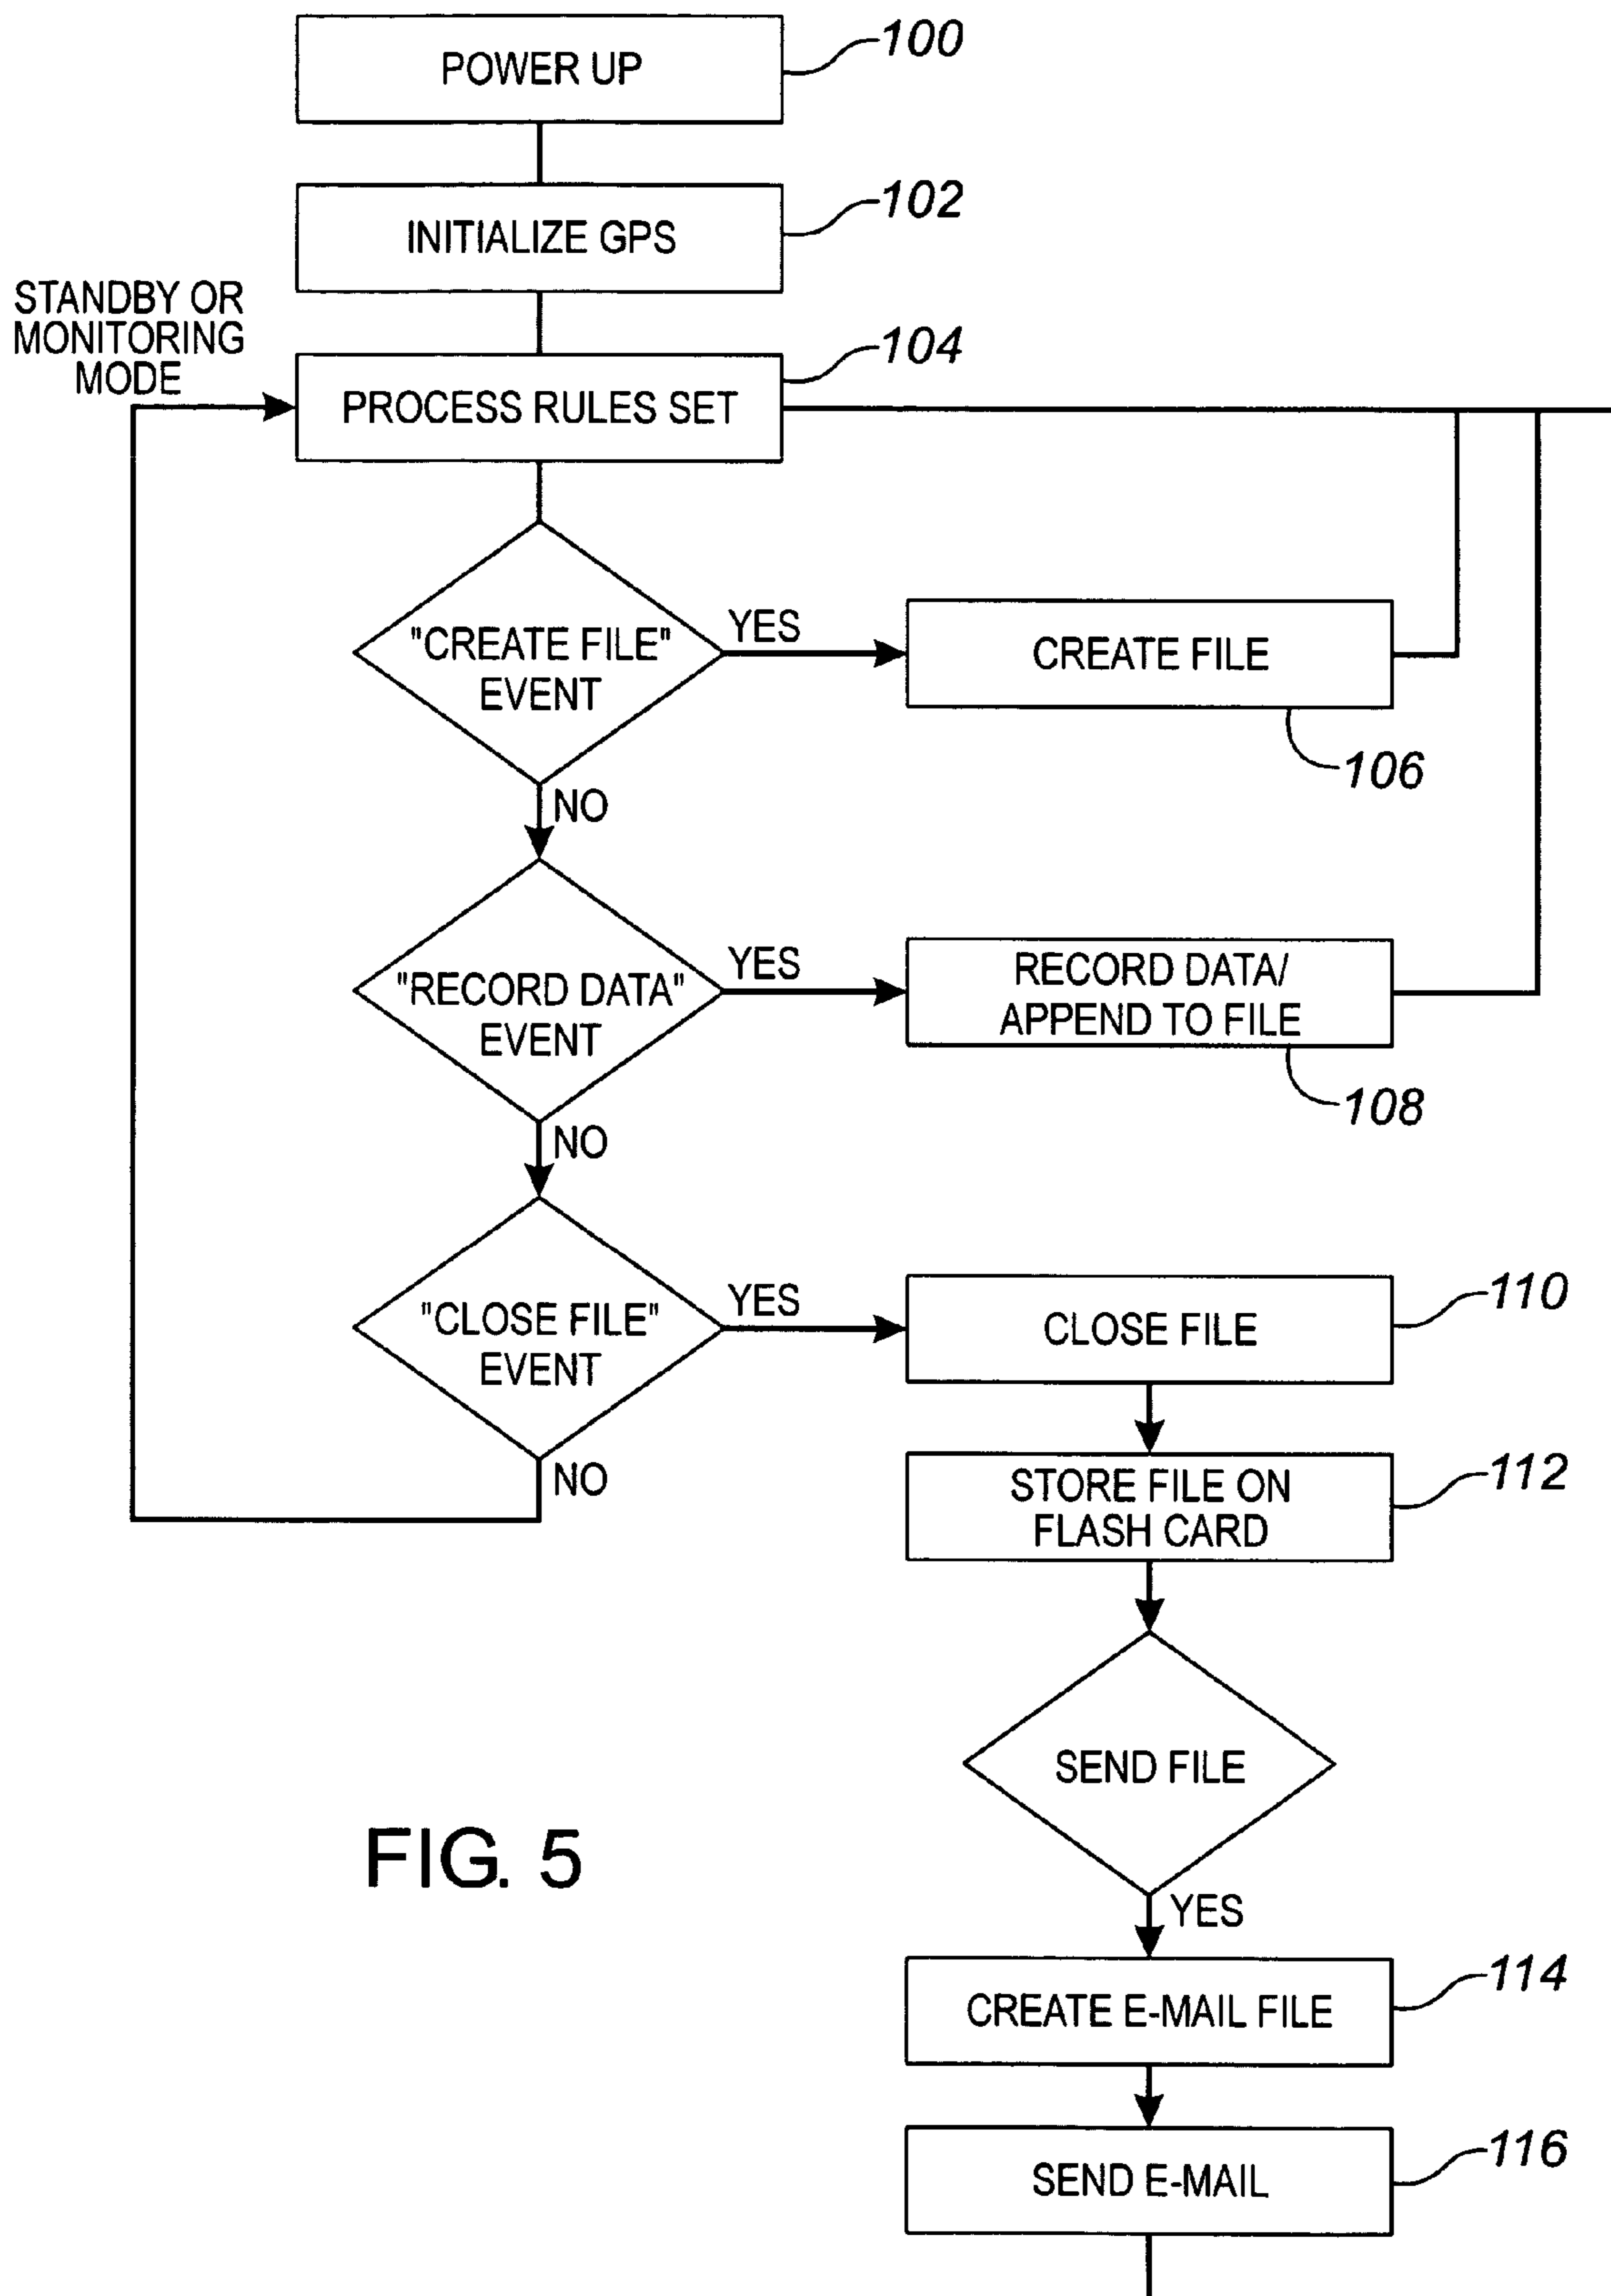 POWER UP
100
INITIALIZE GPS
102
STANDBY OR
MONITORING
MODE
PROCESS RULES SET
104
"CREATE FILE"
EVENT
YES
CREATE FILE
106
NO
"RECORD DATA"
EVENT
YES
RECORD DATA/
APPEND TO FILE
108
NO
"CLOSE FILE"
EVENT
YES
CLOSE FILE
110
NO
STORE FILE ON
FLASH CARD
112
SEND FILE
YES
CREATE E-MAIL FILE
114
SEND E-MAIL
116
FIG. 5